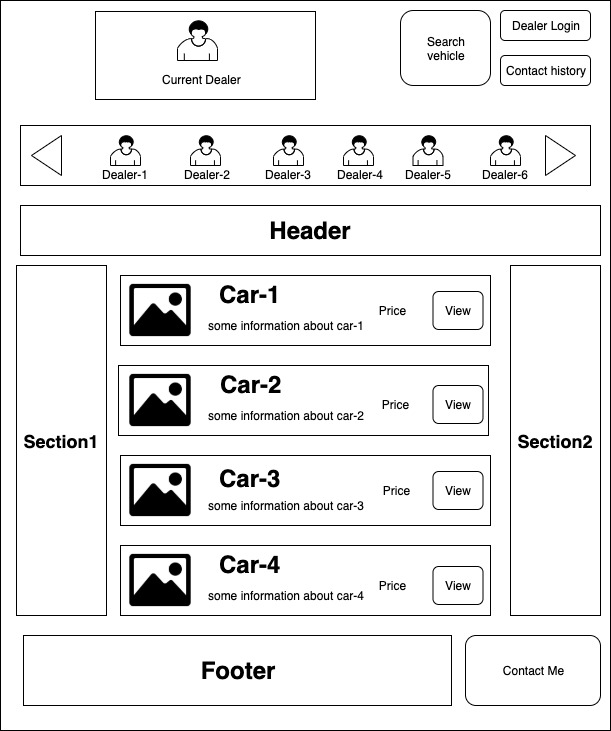 Current Dealer
Search
vehicle
Dealer Login
Contact history
Dealer-1
Dealer-2
Dealer-3
Dealer-4
Dealer-5
Dealer-6
Header
Section1
Car-1
some information about car-1
Price
View
Car-2
some information about car-2
Price
View
Car-3
some information about car-3
Price
View
Car-4
some information about car-4
Price
View
Section2
Footer
Contact Me